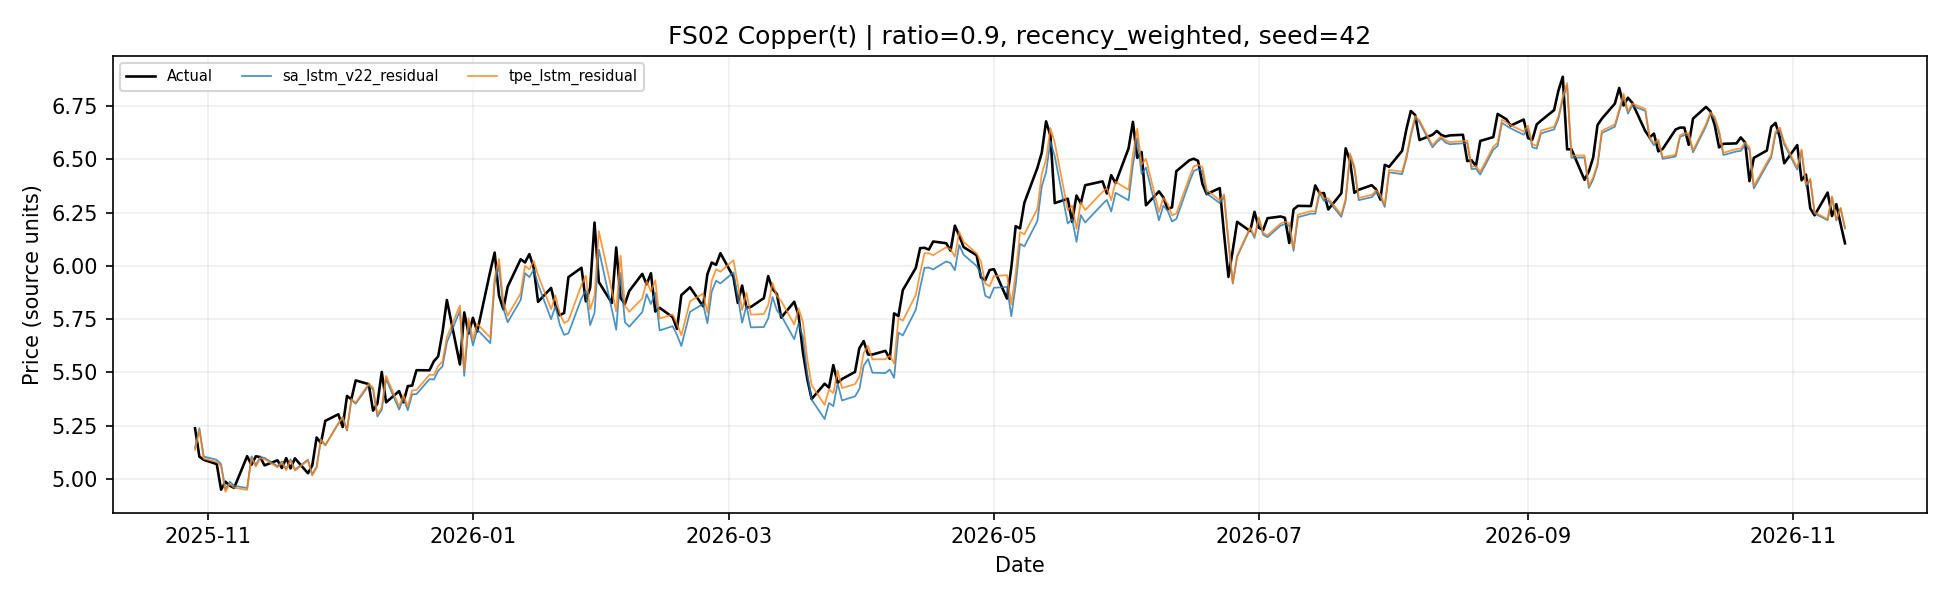 FS02 Copper(t) | ratio=0.9, recency_weighted, seed=42
Actual sa_lstm_v22_residual tpe_lstm_residual
Price (source units)
6.75
6.50
6.25
6.00
5.75
5.50
5.25
5.00
2025-11 2026-01 2026-03 2026-05 2026-07 2026-09 2026-11
Date